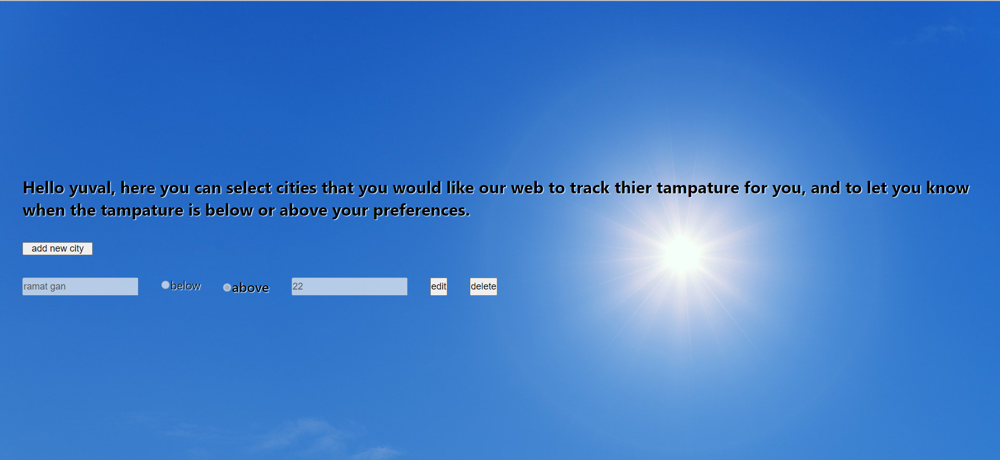 Hello yuval, here you can select cities that you would like our web to track thier tampature for you, and to let you know
when the tampature is below or above your preferences.
add new city
ramat gan below above 22 edit delete